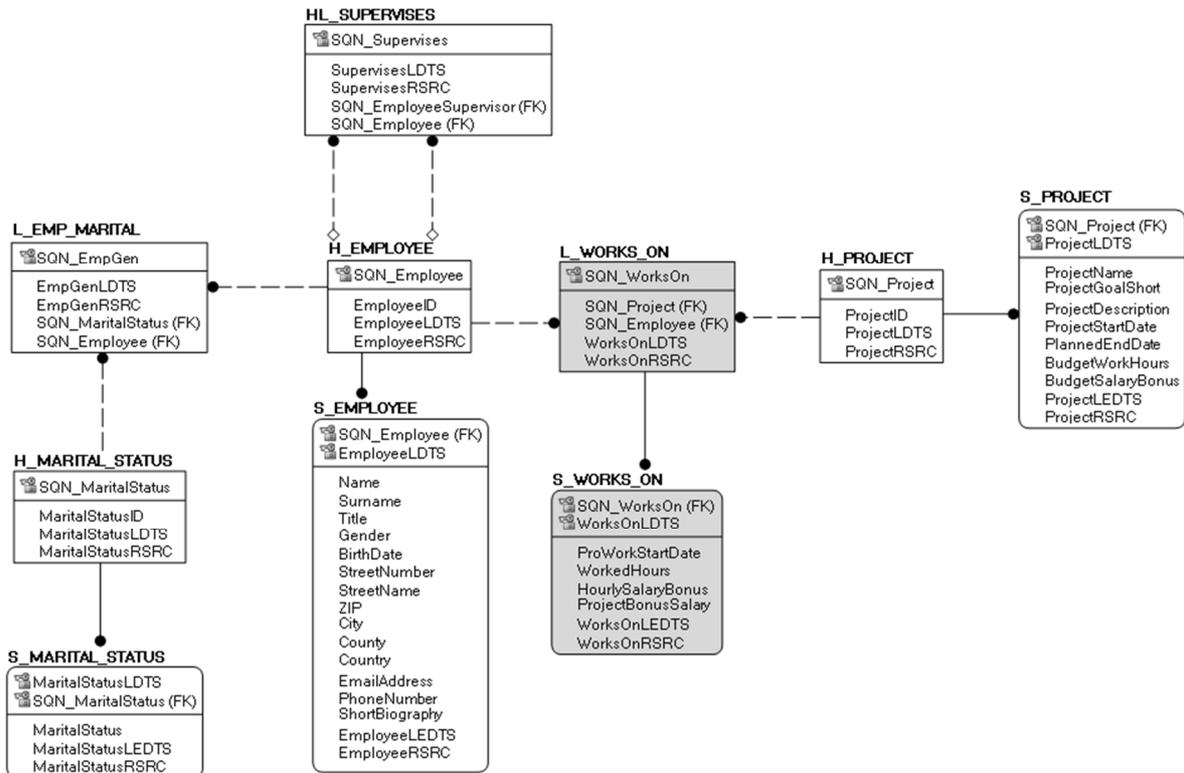 HL_SUPERVISES
SQN_Supervises
SupervisesLDTS
SupervisesRSRC
SQN_EmployeeSupervisor (FK)
SQN_Employee (FK)
L_EMP_MARITAL
SQN_EmpGen
EmpGenLDTS
EmpGenRSRC
SQN_MaritalStatus (FK)
SQN_Employee (FK)
H_EMPLOYEE
SQN_Employee
EmployeeID
EmployeeLDTS
EmployeeRSRC
L_WORKS_ON
SQN_WorksOn
SQN_Project (FK)
SQN_Employee (FK)
WorksOnLDTS
WorksOnRSRC
H_PROJECT
SQN_Project
ProjectID
ProjectLDTS
ProjectRSRC
S_PROJECT
SQN_Project (FK)
ProjectLDTS
ProjectName
ProjectGoalShort
ProjectDescription
ProjectStartDate
PlannedEndDate
BudgetWorkHours
BudgetSalaryBonus
ProjectLEDTS
ProjectRSRC
H_MARITAL_STATUS
SQN_MaritalStatus
MaritalStatusID
MaritalStatusLDTS
MaritalStatusRSRC
S_EMPLOYEE
SQN_Employee (FK)
EmployeeLDTS
Name
Surname
Title
Gender
BirthDate
StreetNumber
StreetName
ZIP
City
County
Country
EmailAddress
PhoneNumber
ShortBiography
EmployeeLEDTS
EmployeeRSRC
S_WORKS_ON
SQN_WorksOn (FK)
WorksOnLDTS
ProWorkStartDate
WorkedHours
HourlySalaryBonus
ProjectBonusSalary
WorksOnLEDTS
WorksOnRSRC
S_MARITAL_STATUS
MaritalStatusLDTS
SQN_MaritalStatus (FK)
MaritalStatus
MaritalStatusLEDTS
MaritalStatusRSRC